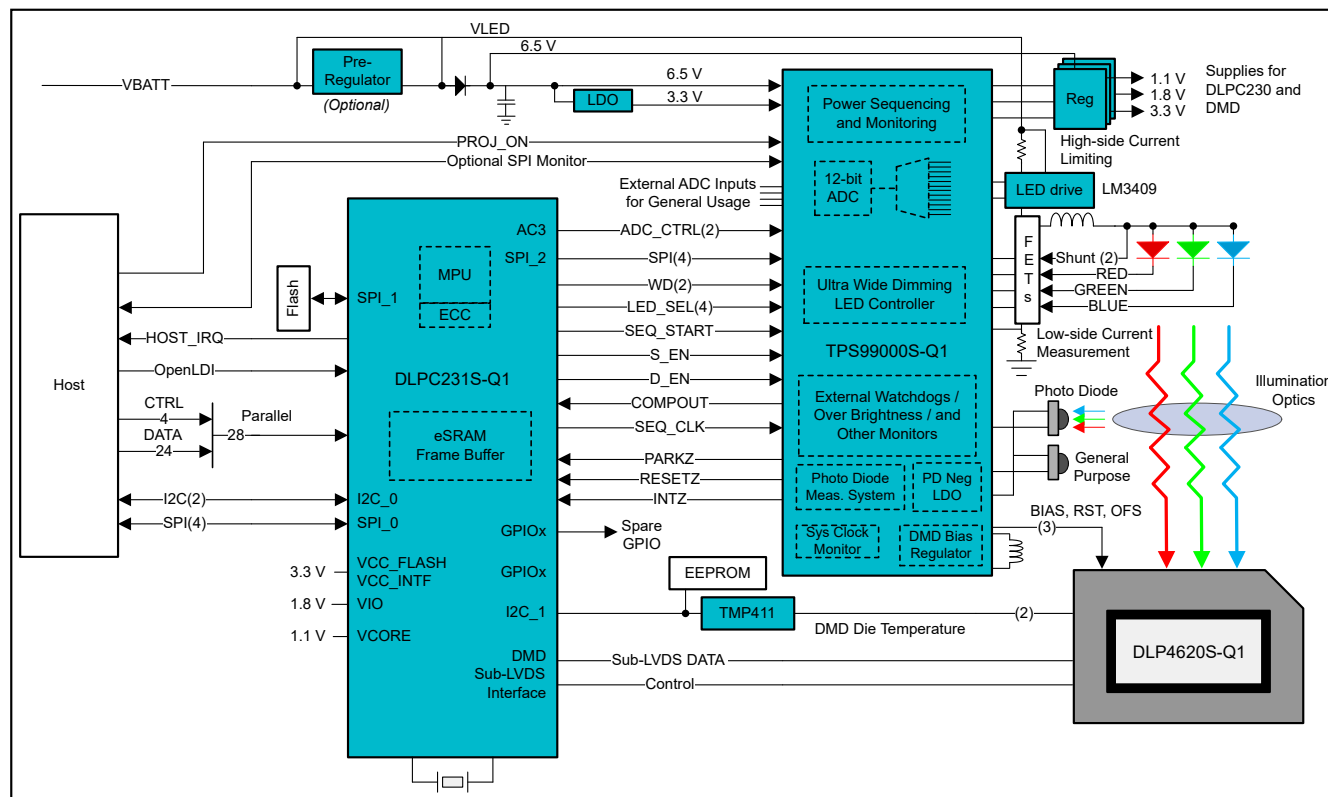 VLED
6.5 V
VBATT
Pre-
Regulator
(Optional)
6.5 V
LDO
3.3 V
Reg
1.1 V
1.8 V
3.3 V
Supplies for
DLPC230 and
DMD
Power Sequencing
and Monitoring
High-side Current
Limiting
PROJ_ON
Optional SPI Monitor
External ADC Inputs
for General Usage
12-bit
ADC
LED drive
LM3409
Host
HOST_IRQ
OpenLDI
CTRL
4
DATA
24
Parallel
28
I2C(2)
SPI(4)
Flash
SPI_1
AC3
SPI_2
MPU
ECC
DLPC231S-Q1
eSRAM
Frame Buffer
I2C_0
SPI_0
GPIOx
GPIOx
I2C_1
DMD
Sub-LVDS
Interface
3.3 V
VCC_FLASH
VCC_INTF
1.8 V
VIO
1.1 V
VCORE
ADC_CTRL(2)
SPI(4)
WD(2)
LED_SEL(4)
SEQ_START
S_EN
D_EN
COMPOUT
SEQ_CLK
PARKZ
RESETZ
INTZ
Spare
GPIO
EEPROM
TMP411
DMD Die Temperature
(2)
Sub-LVDS DATA
Control
Ultra Wide Dimming
LED Controller
TPS99000S-Q1
External Watchdogs /
Over Brightness / and
Other Monitors
Photo Diode
Meas. System
PD Neg
LDO
Sys Clock
Monitor
DMD Bias
Regulator
FETs
Shunt (2)
RED
GREEN
BLUE
Low-side Current
Measurement
Photo Diode
Illumination
Optics
General
Purpose
BIAS, RST, OFS
(3)
DLP4620S-Q1